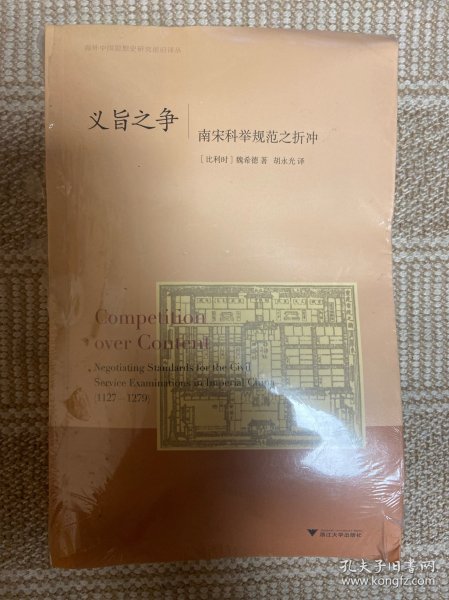 海外中国思想史研究前沿译丛
义旨之争
南宋科举规范之折冲
[比利时] 魏希德 著 胡永光 译
Competition
over Content
Negotiating Standards for the Civil
Service Examinations in Imperial China
(1127—1279)
浙江大学出版社
孔夫子旧书网
www.kongfz.com